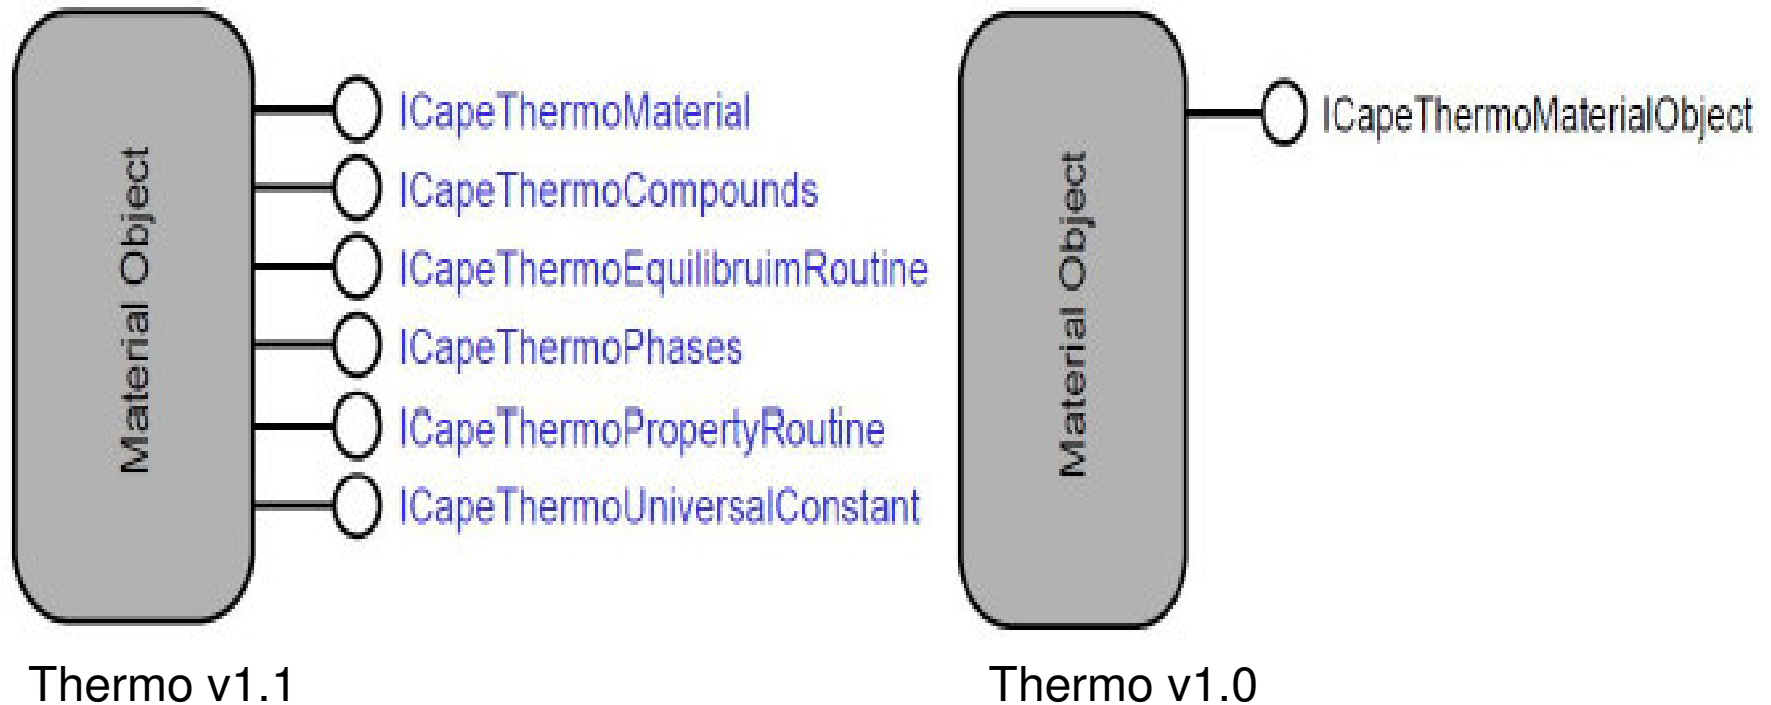 Material Object
ICapeThermoMaterial
ICapeThermoCompounds
ICapeThermoEquilibruimRoutine
ICapeThermoPhases
ICapeThermoPropertyRoutine
ICapeThermoUniversalConstant
Thermo v1.1
Material Object
ICapeThermoMaterialObject
Thermo v1.0